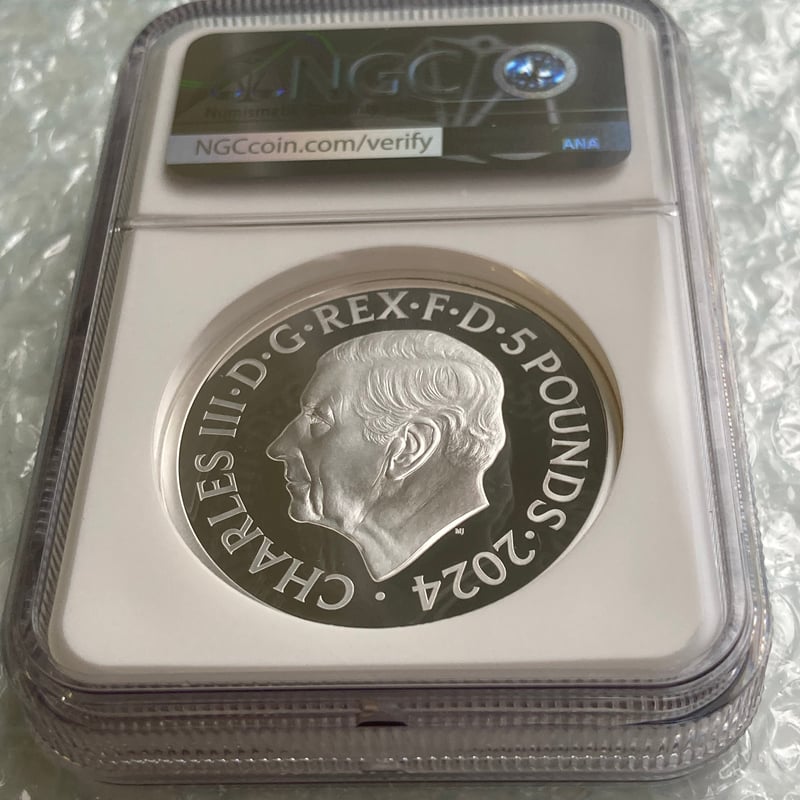 NGC
NGCcoin.com/verify
ANA
CHARLES III·D·G·REX·F·D·5 POUNDS·2024·
MJ